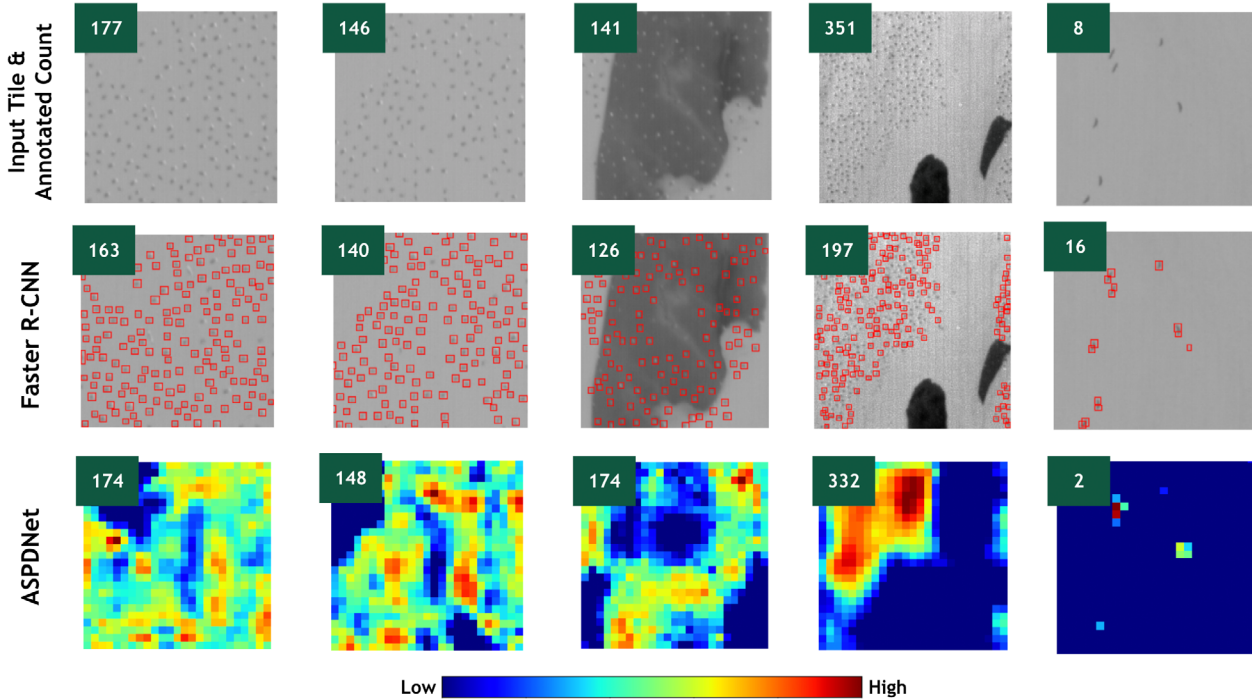 Input Tile &
Annotated Count
177
146
141
351
8
Faster R-CNN
163
140
126
197
16
ASPDNet
174
148
174
332
2
Low
High